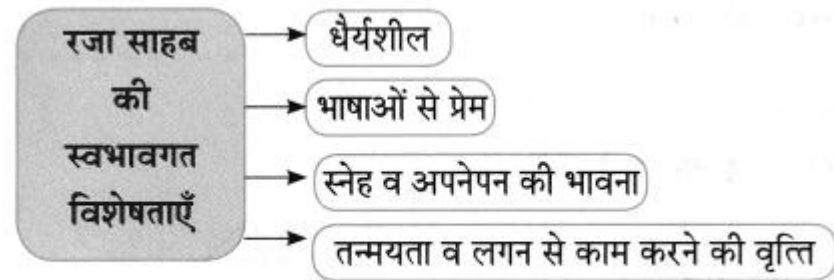 रजा साहब
की
स्वभावगत
विशेषताएँ
धैर्यशील
भाषाओं से प्रेम
स्नेह व अपनेपन की भावना
तन्मयता व लगन से काम करने की वृत्ति